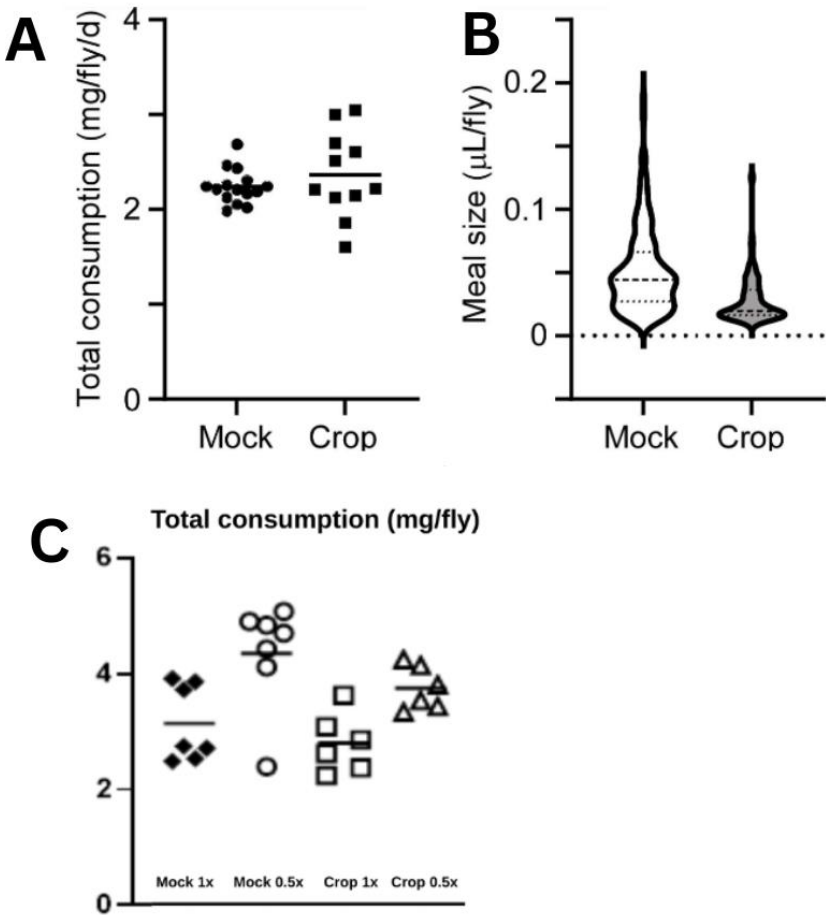 A
Total consumption (mg/fly/d)
4
2
0
Mock Crop
B
Meal size (μL/fly)
0.2
0.1
0
Mock Crop
C
Total consumption (mg/fly)
6
4
2
0
Mock 1x Mock 0.5x Crop 1x Crop 0.5x